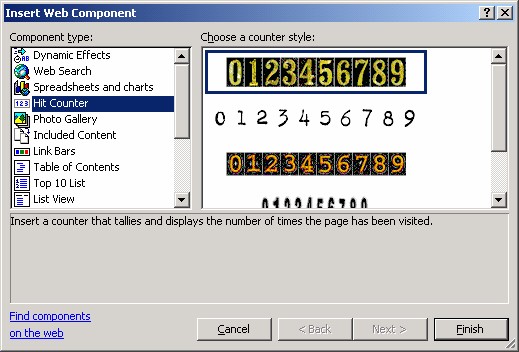 Insert Web Component
Component type:
Choose a counter style:
Dynamic Effects
Web Search
Spreadsheets and charts
Hit Counter
Photo Gallery
Included Content
Link Bars
Table of Contents
Top 10 List
List View
0123456789
0 1 2 3 4 5 6 7 8 9
0123456789
0123456789
Insert a counter that tallies and displays the number of times the page has been visited.
Find components
on the web
Cancel
< Back
Next >
Finish